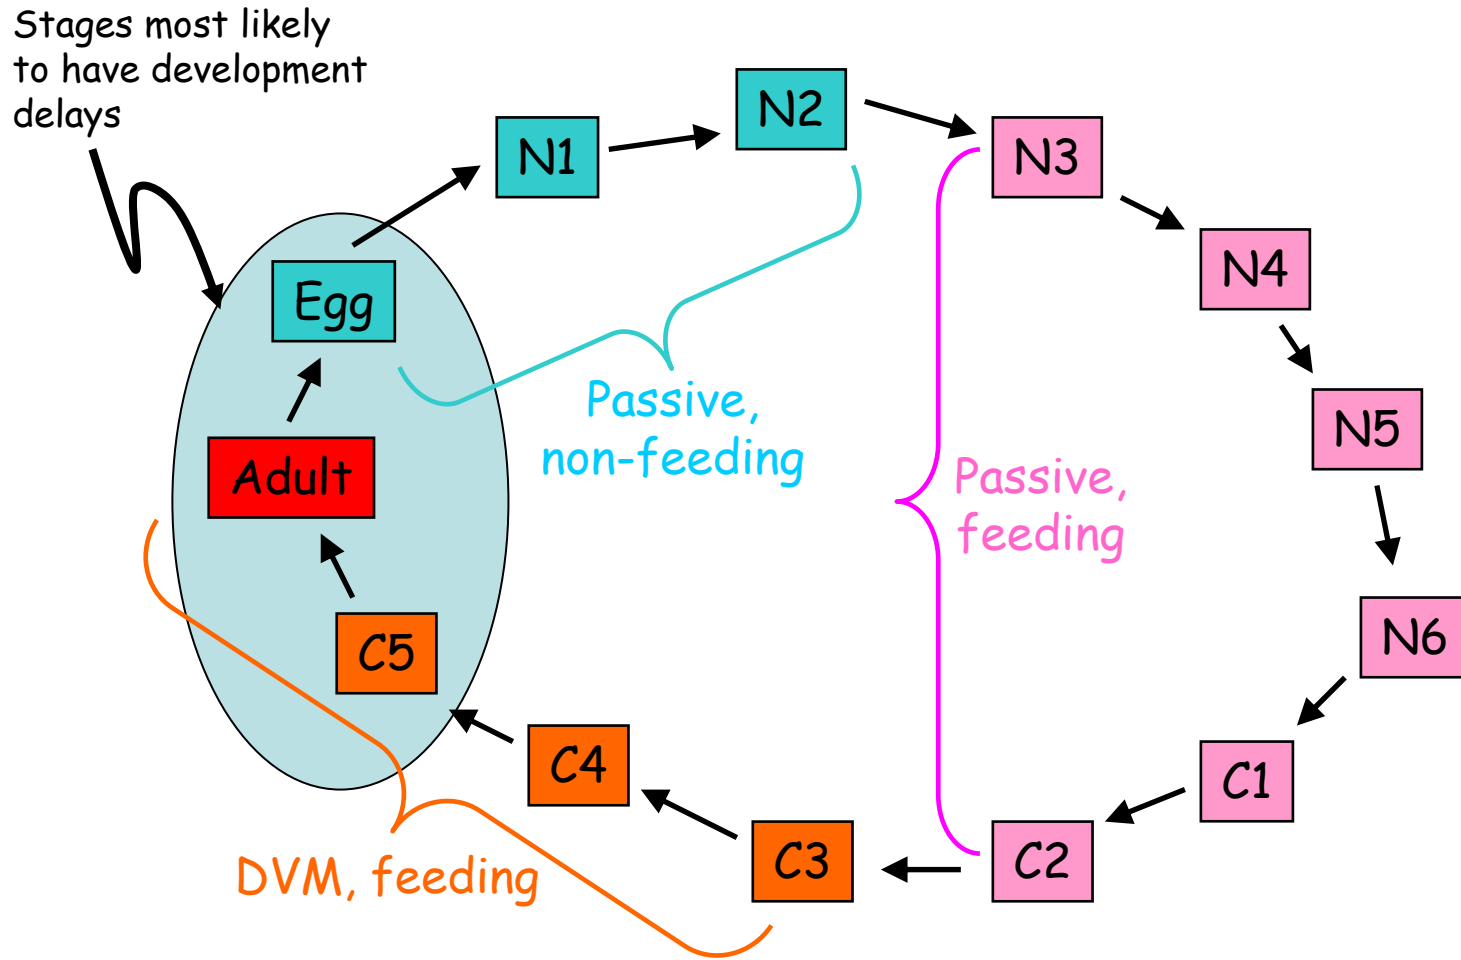 Stages most likely
to have development
delays
N1
N2
N3
N4
N5
N6
C1
C2
C3
C4
C5
Adult
Egg
Passive,
non-feeding
Passive,
feeding
DVM, feeding